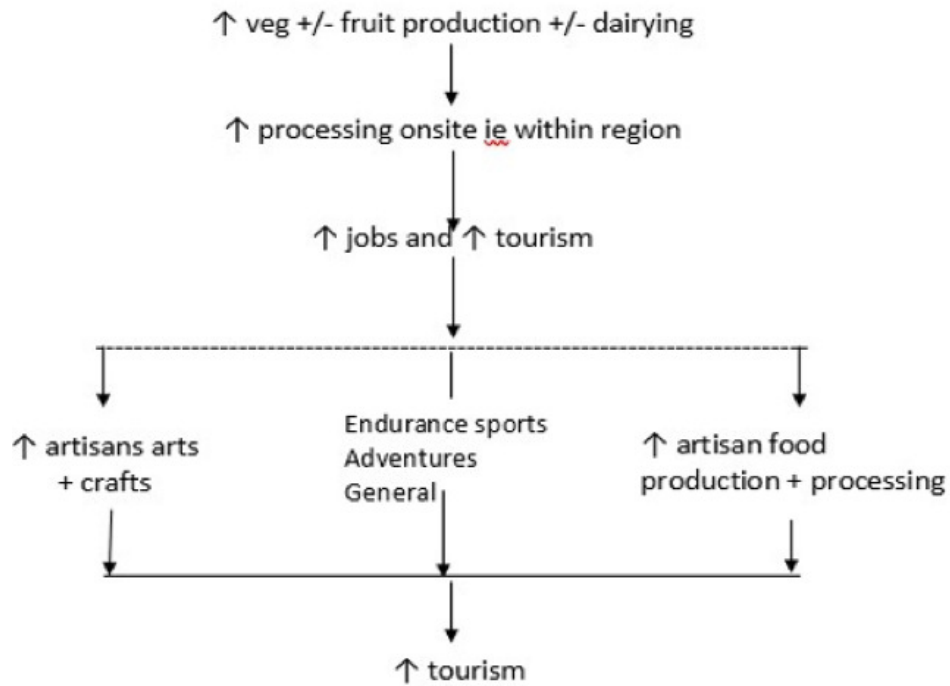 ↑ veg +/- fruit production +/- dairying
↑ processing onsite ie within region
↑ jobs and ↑ tourism
↑ artisans arts
+ crafts
Endurance sports
Adventures
General
↑ artisan food
production + processing
↑ tourism